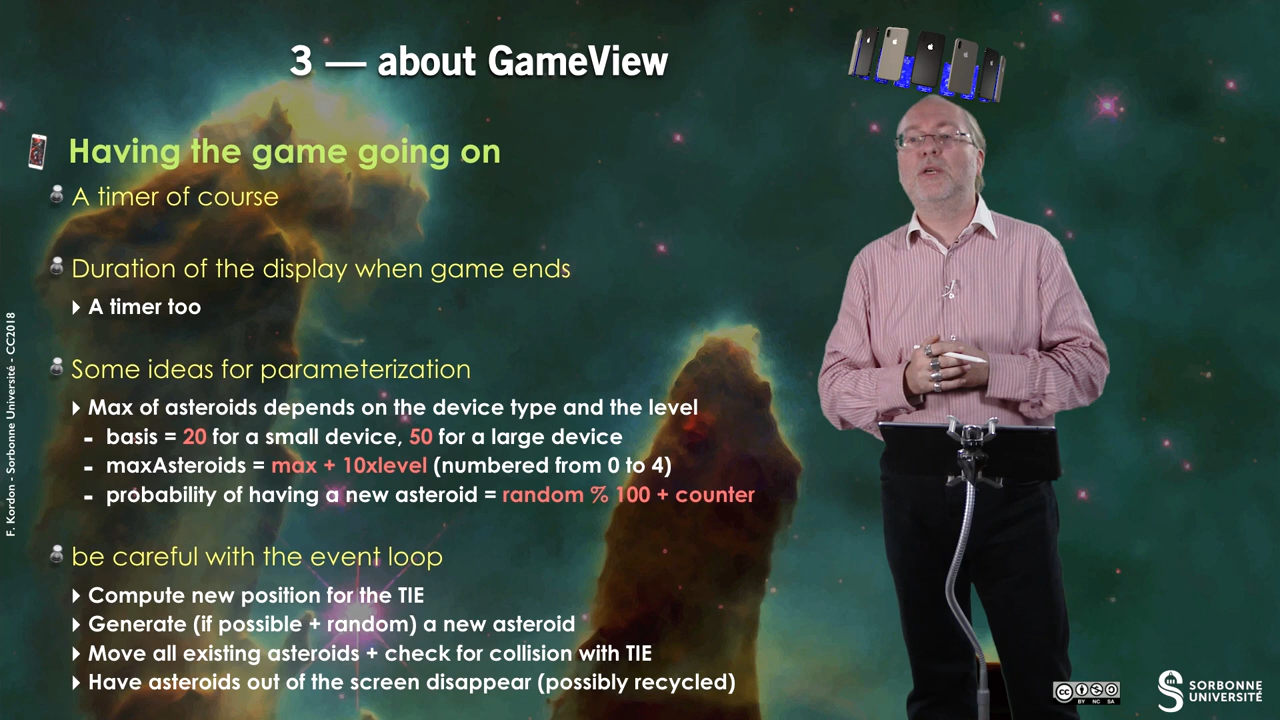 3 — about GameView
Having the game going on
A timer of course
Duration of the display when game ends
A timer too
Some ideas for parameterization
Max of asteroids depends on the device type and the level
- basis = 20 for a small device, 50 for a large device
- maxAsteroids = max + 10xlevel (numbered from 0 to 4)
- probability of having a new asteroid = random % 100 + counter
be careful with the event loop
Compute new position for the TIE
Generate (if possible + random) a new asteroid
Move all existing asteroids + check for collision with TIE
Have asteroids out of the screen disappear (possibly recycled)
F. Kordon - Sorbonne Université - CC2018
CC
BY NC SA
SORBONNE
UNIVERSITÉ